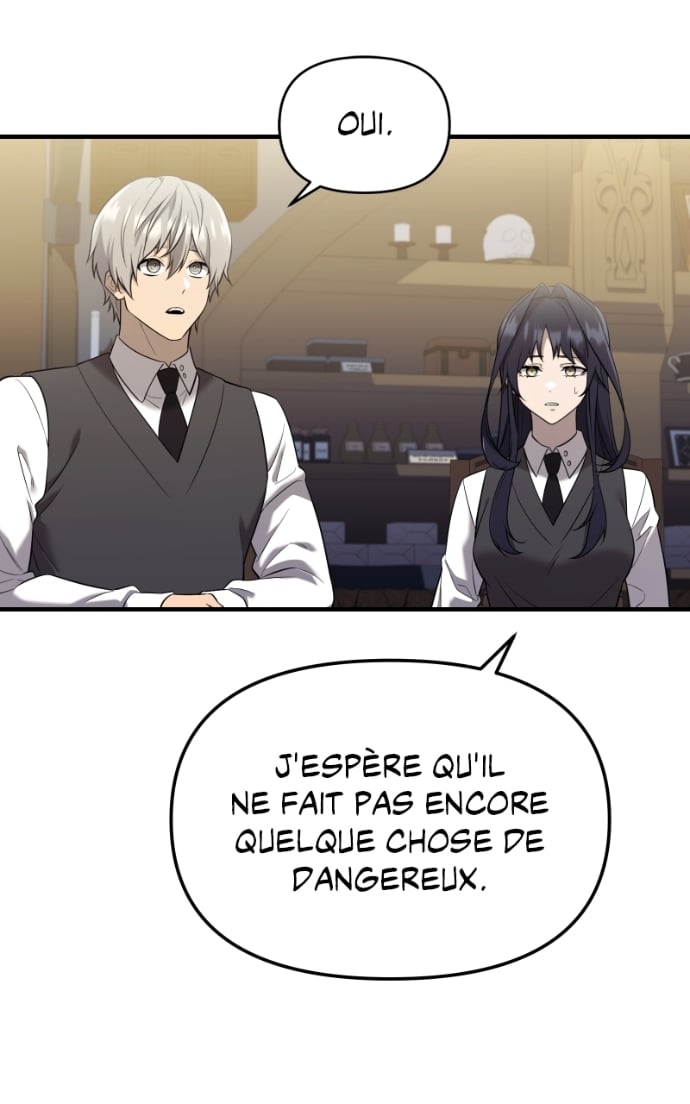 OUI.
J'ESPÈRE QU'IL
NE FAIT PAS ENCORE
QUELQUE CHOSE DE
DANGEREUX.